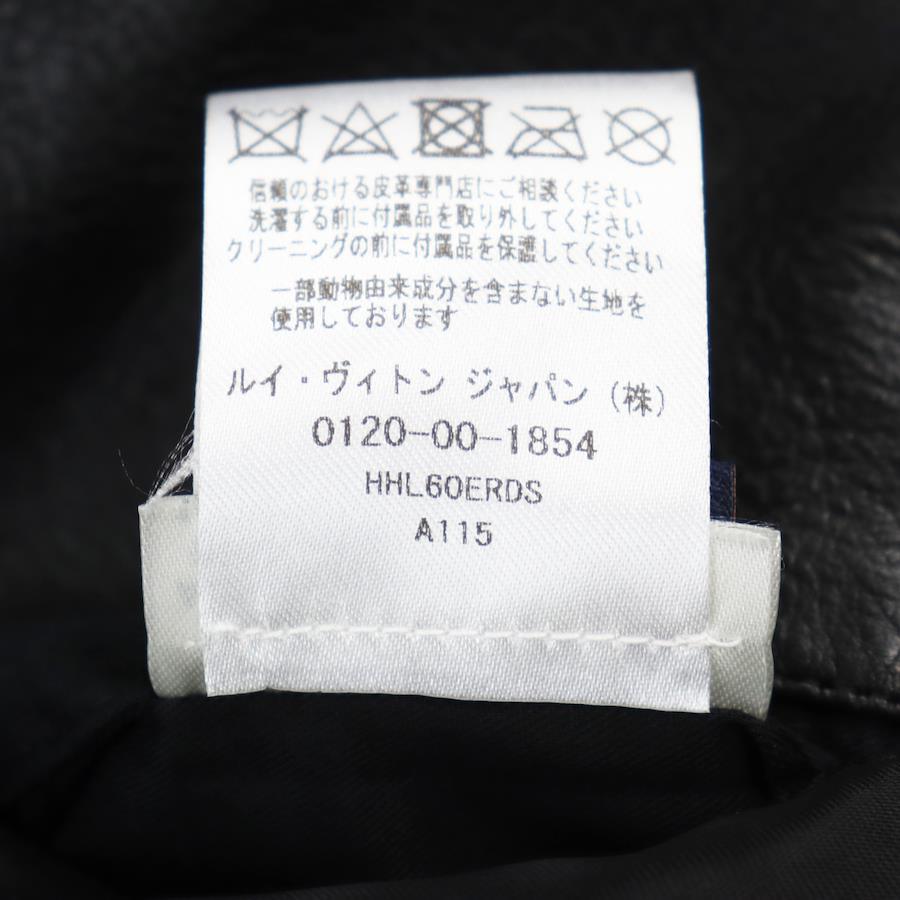 信頼のおける皮革専門店にご相談ください
洗濯する前に付属品を取り外してください
クリーニングの前に付属品を保護してください
一部動物由来成分を含まない生地を
使用しております
ルイ・ヴィトン ジャパン（株）
0120-00-1854
HHL60ERDS
A115